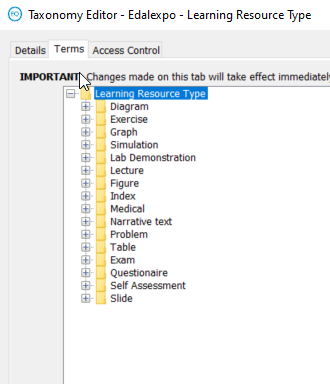 Taxonomy Editor - Edalexpo - Learning Resource Type
Details Terms Access Control
IMPORTANT: Changes made on this tab will take effect immediately
Learning Resource Type
Diagram
Exercise
Graph
Simulation
Lab Demonstration
Lecture
Figure
Index
Medical
Narrative text
Problem
Table
Exam
Questionaire
Self Assessment
Slide